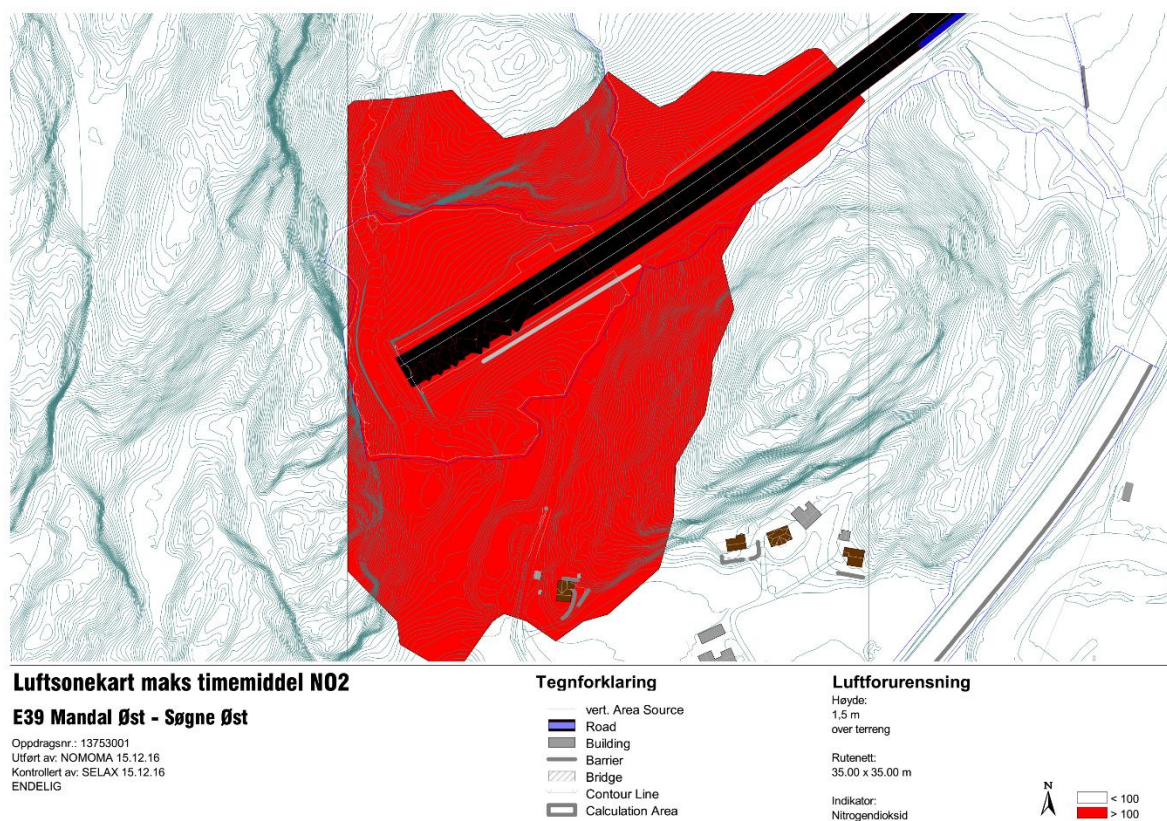 Luftsonekart maks timemiddel NO2
E39 Mandal Øst - Søgne Øst
Oppdragsnr.: 13753001
Utført av: NOMOMA 15.12.16
Kontrollert av: SELAX 15.12.16
ENDELIG
Tegnforklaring
vert. Area Source
Road
Building
Barrier
Bridge
Contour Line
Calculation Area
Luftforurensning
Høyde:
1,5 m
over terreng
Rutenett:
35.00 x 35.00 m
Indikator:
Nitrogendioksid
N
< 100
> 100